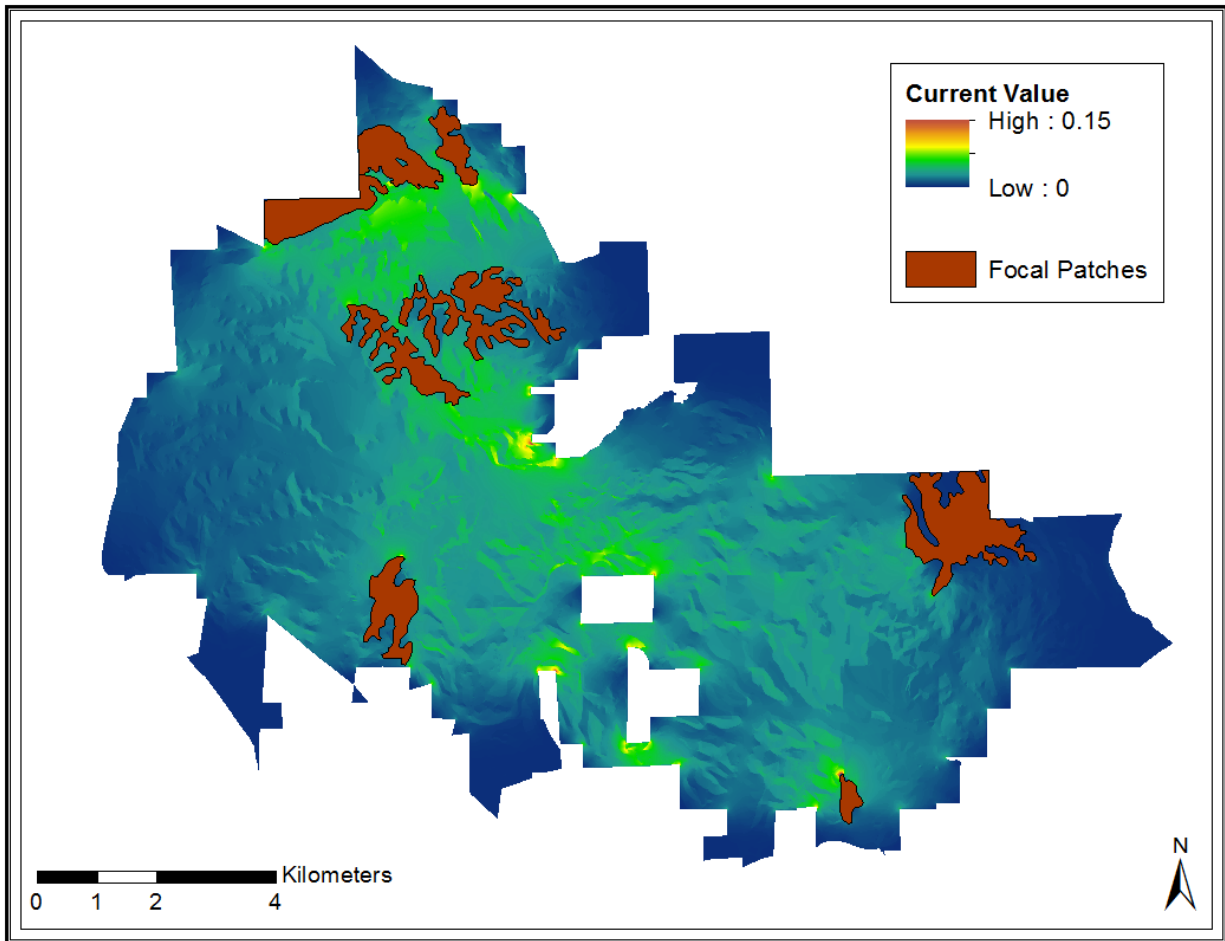 Current Value
High : 0.15
Low : 0
Focal Patches
N
Kilometers
0 1 2 4